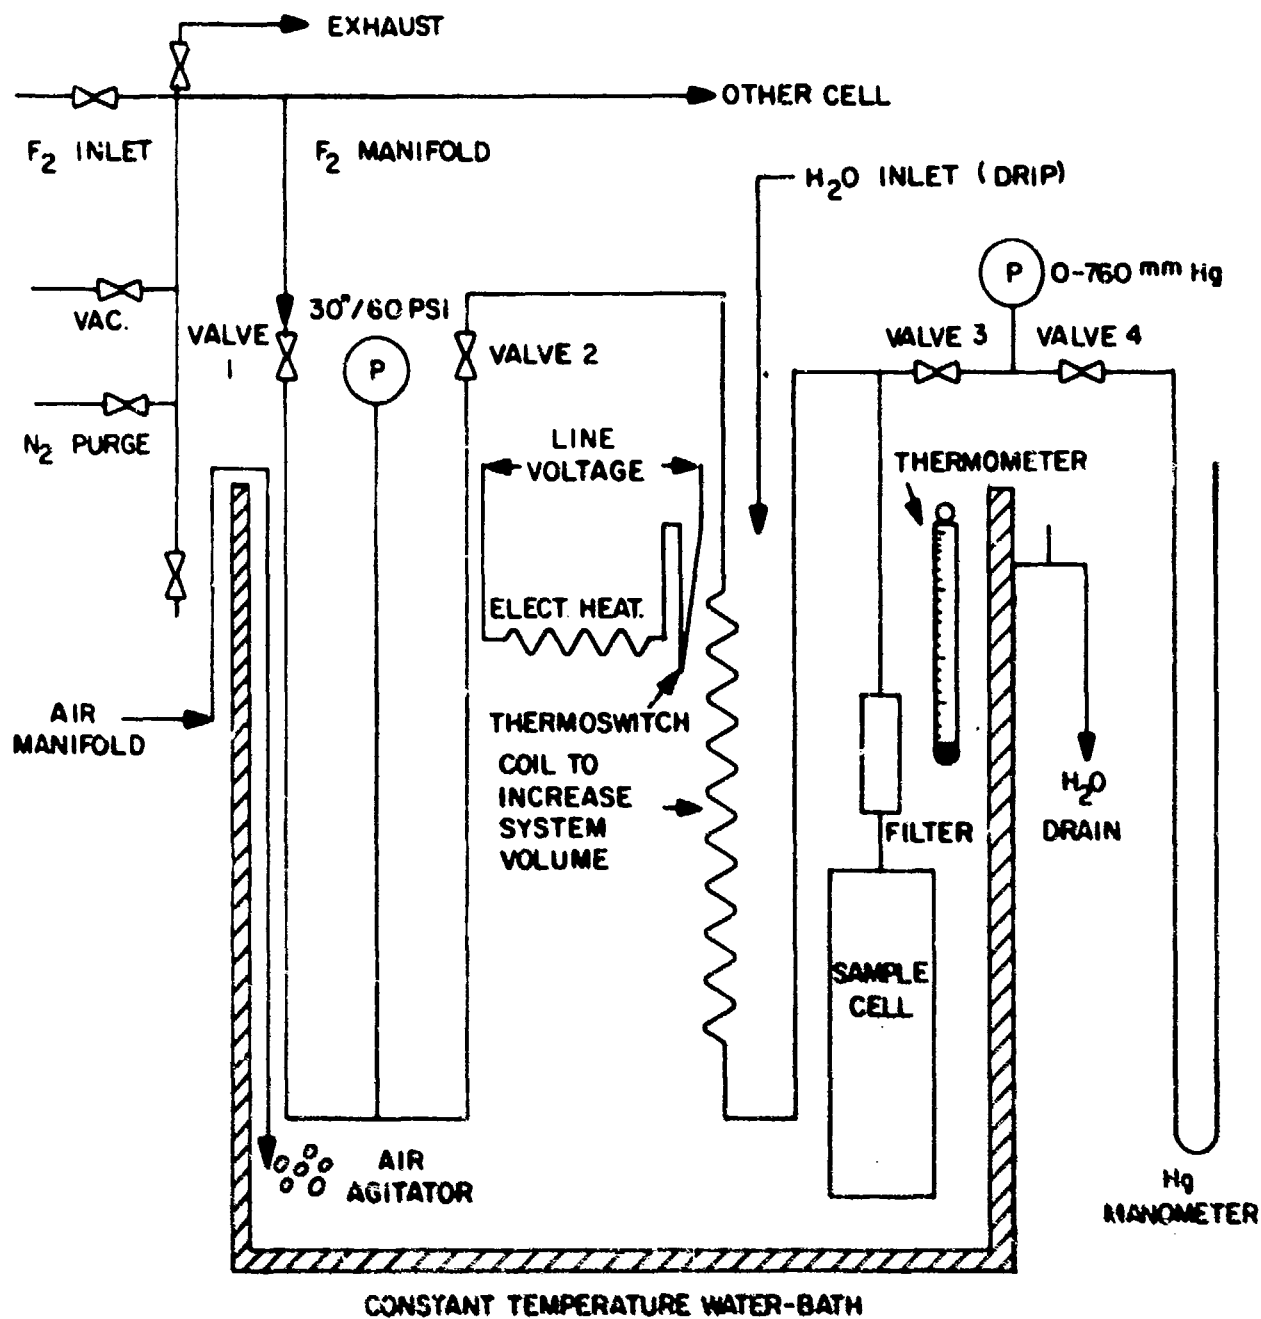 EXHAUST
OTHER CELL
F2 INLET
F2 MANIFOLD
H2O INLET (DRIP)
P
0-760 mm Hg
VAC.
30"/60 PSI
VALVE
1
P
VALVE 2
VALVE 3
VALVE 4
N2 PURGE
LINE
VOLTAGE
THERMOMETER
ELECT. HEAT.
AIR
MANIFOLD
THERMOSWITCH
COIL TO
INCREASE
SYSTEM
VOLUME
H2O
DRAIN
FILTER
SAMPLE
CELL
AIR
AGITATOR
Hg
MANOMETER
CONSTANT TEMPERATURE WATER-BATH